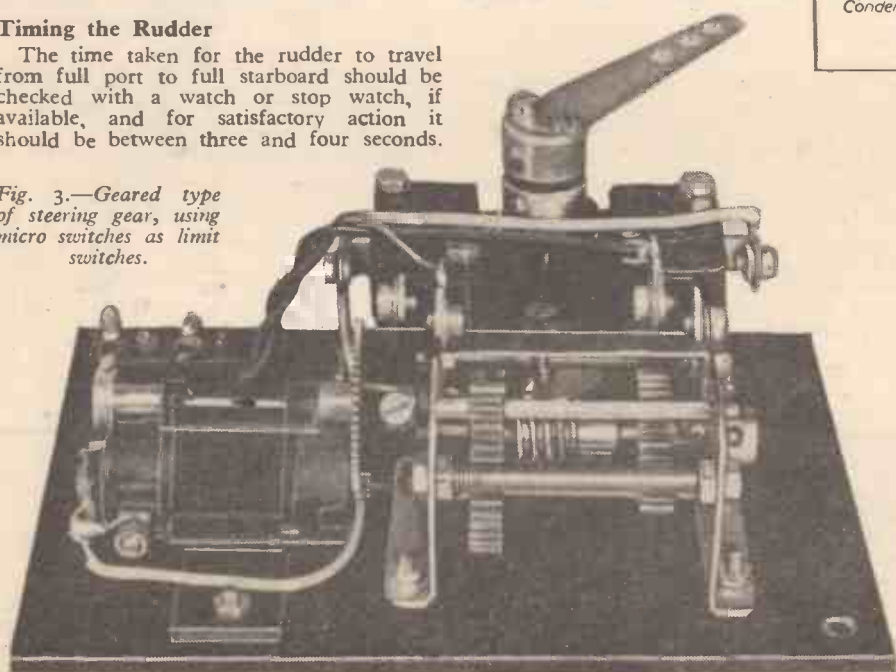 Timing the Rudder
The time taken for the rudder to travel
from full port to full starboard should be
checked with a watch or stop watch, if
available, and for satisfactory action it
should be between three and four seconds.
Fig. 3.—Geared type
of steering gear, using
micro switches as limit
switches.